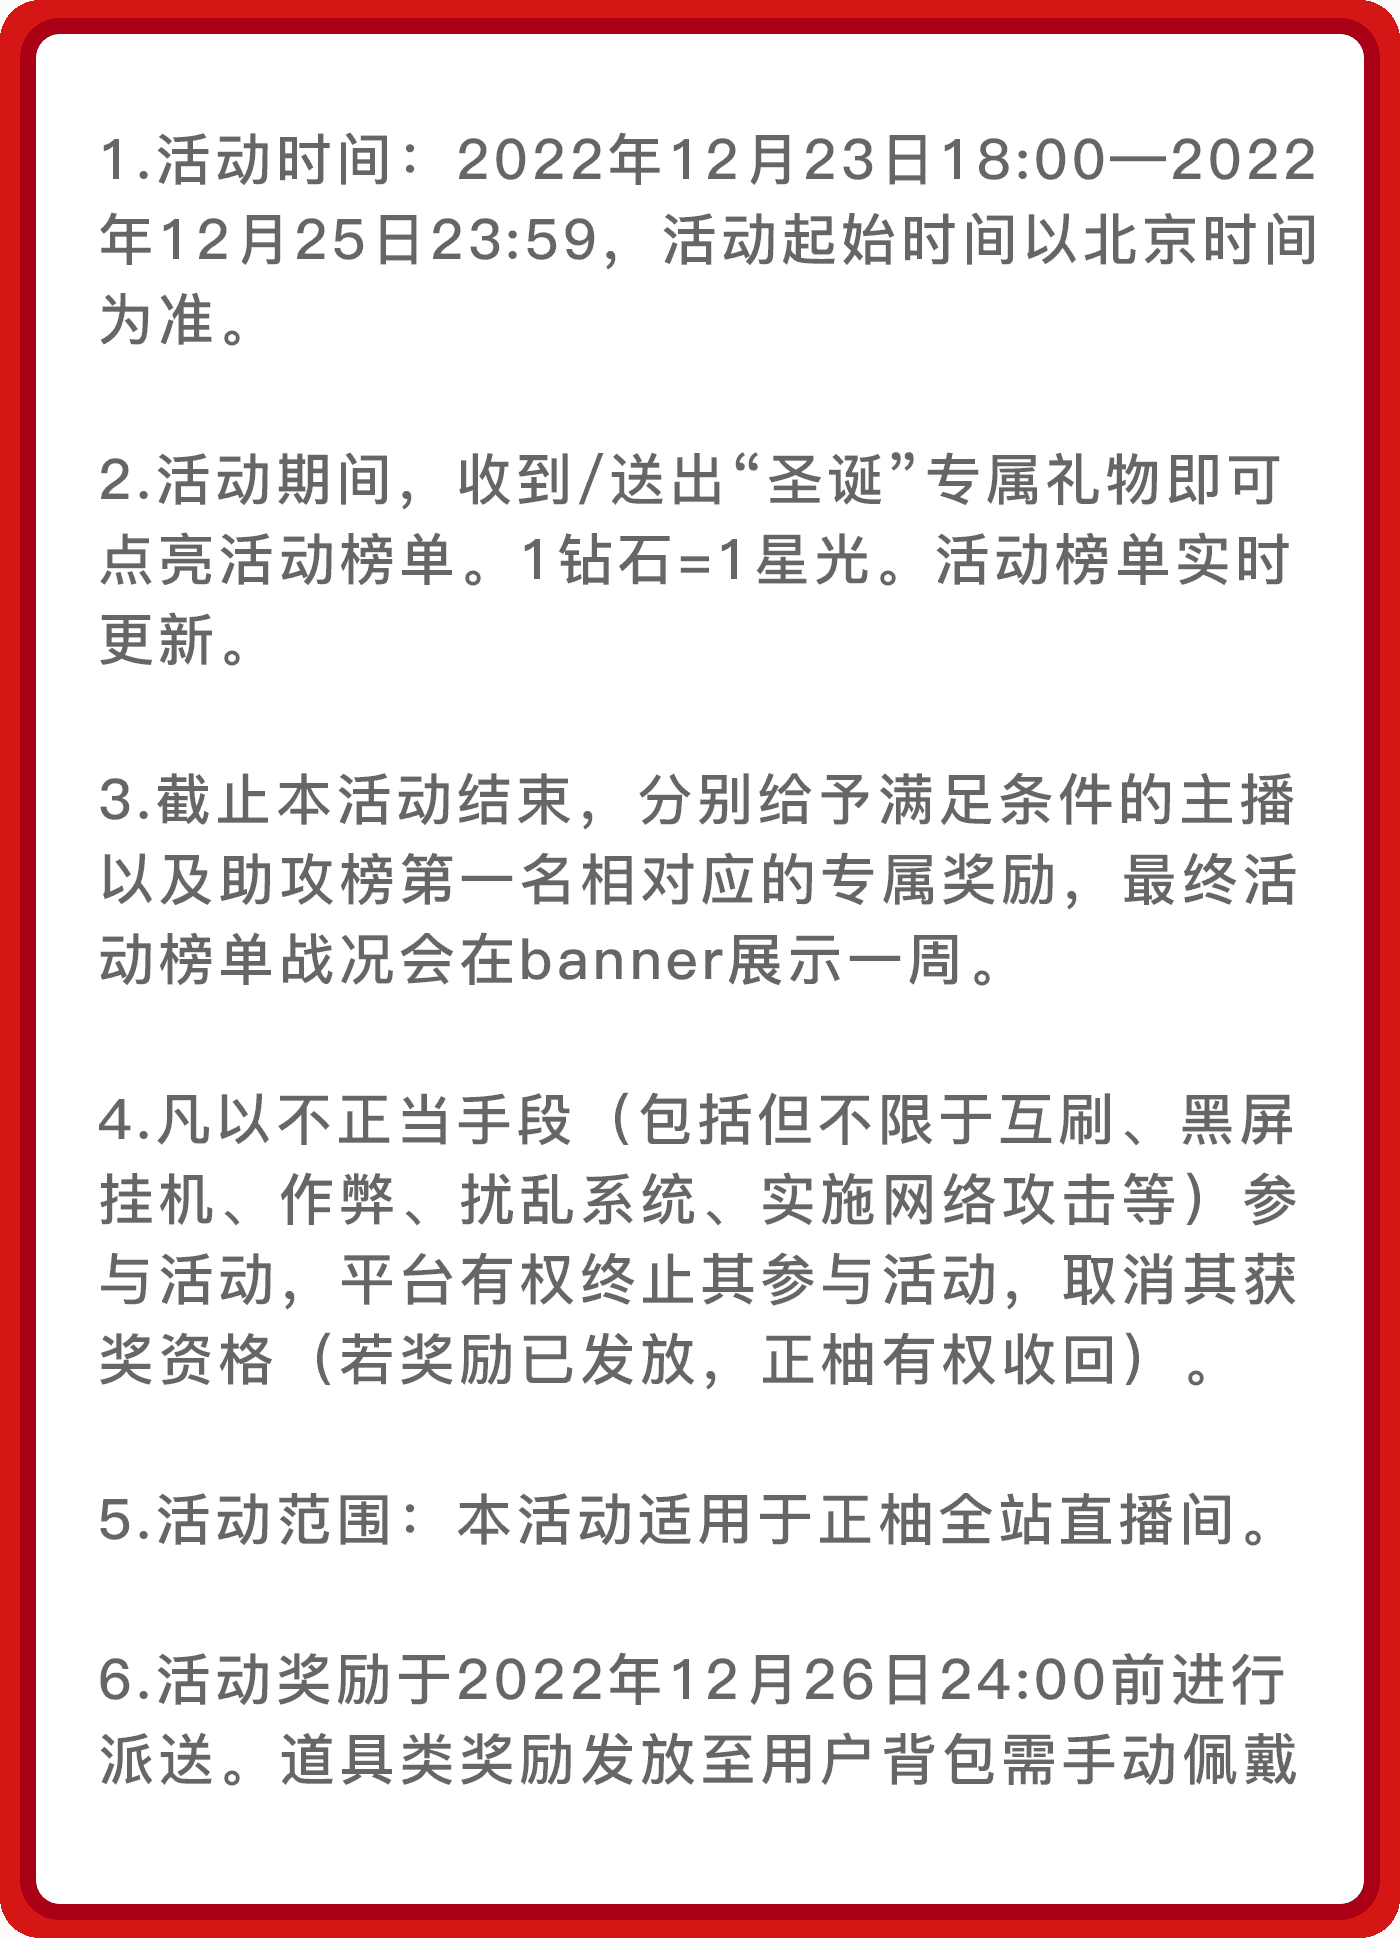 1.活动时间：2022年12月23日18:00—2022
年12月25日23:59，活动起始时间以北京时间
为准。
2.活动期间，收到/送出“圣诞”专属礼物即可
点亮活动榜单。1钻石=1星光。活动榜单实时
更新。
3.截止本活动结束，分别给予满足条件的主播
以及助攻榜第一名相对应的专属奖励，最终活
动榜单战况会在banner展示一周。
4.凡以不正当手段（包括但不限于互刷、黑屏
挂机、作弊、扰乱系统、实施网络攻击等）参
与活动，平台有权终止其参与活动，取消其获
奖资格（若奖励已发放，正柚有权收回）。
5.活动范围：本活动适用于正柚全站直播间。
6.活动奖励于2022年12月26日24:00前进行
派送。道具类奖励发放至用户背包需手动佩戴